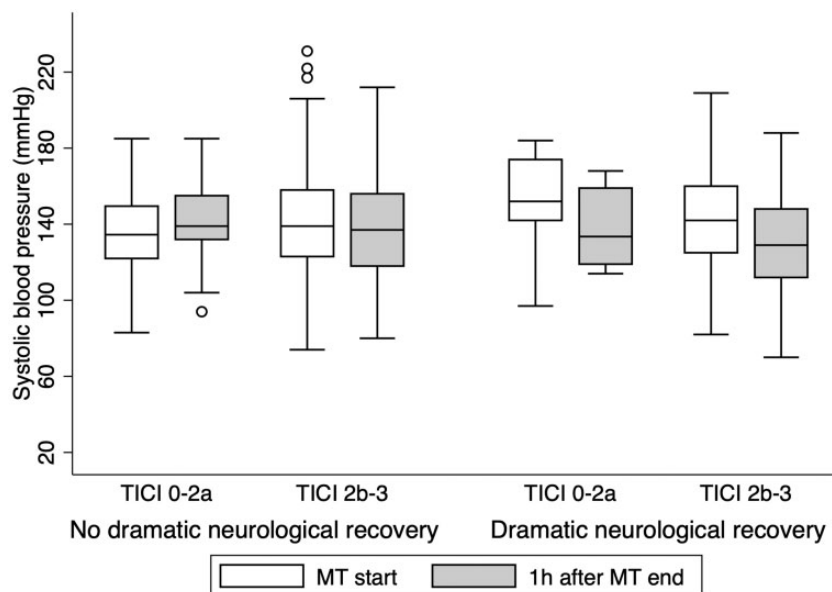 Systolic blood pressure (mmHg)
220
180
140
100
60
20
TICI 0-2a TICI 2b-3 TICI 0-2a TICI 2b-3
No dramatic neurological recovery Dramatic neurological recovery
MT start 1h after MT end